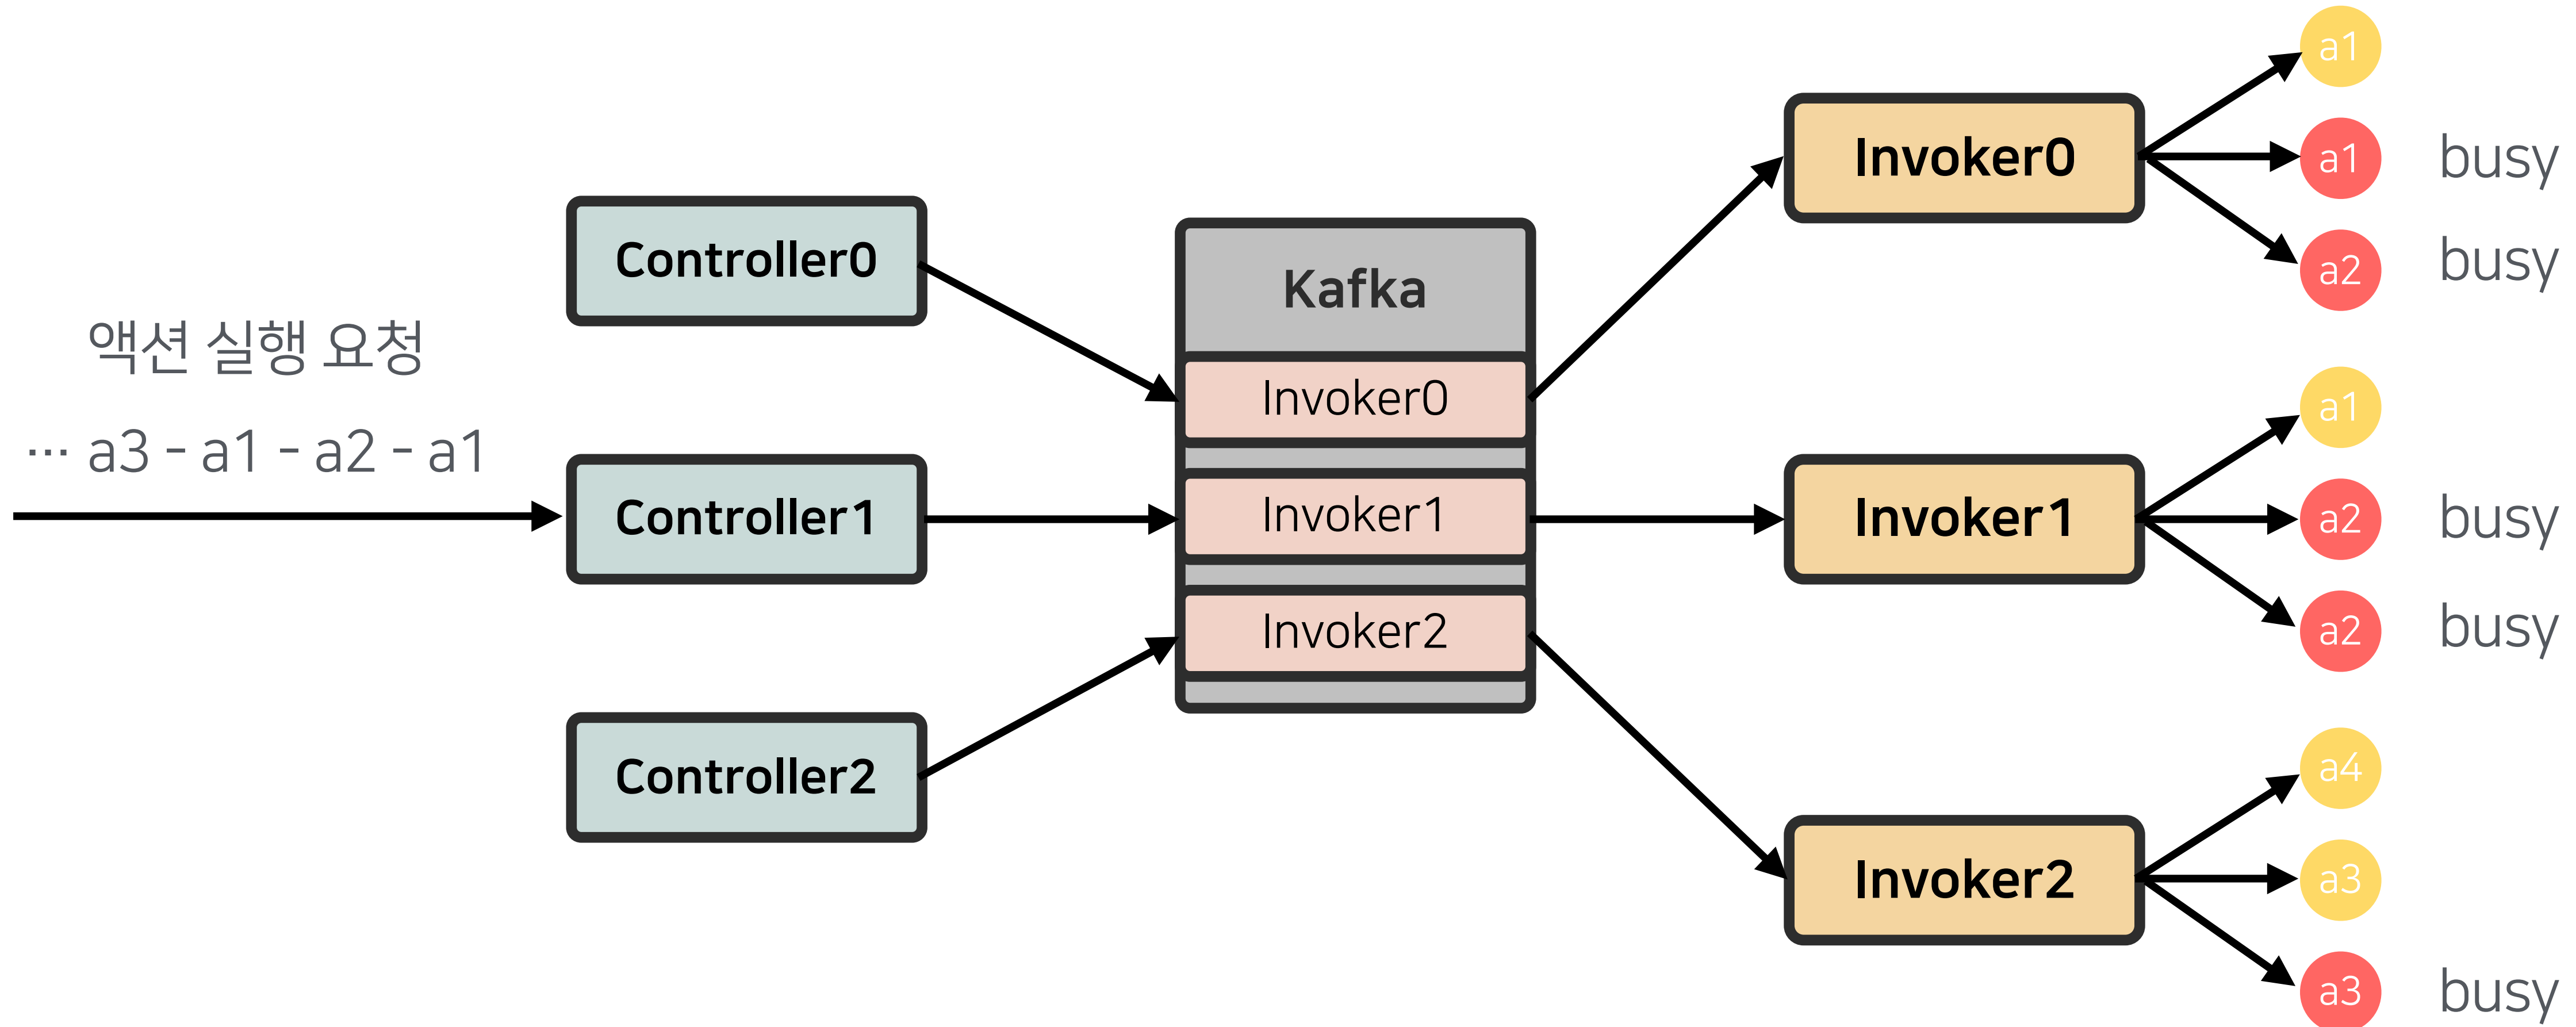 액션 실행 요청
... a3 - a1 - a2 - a1
Controller0
Controller1
Controller2
Kafka
Invoker0
Invoker1
Invoker2
Invoker0
a1
a1 busy
a2 busy
Invoker1
a1
a2 busy
a2 busy
Invoker2
a4
a3
a3 busy